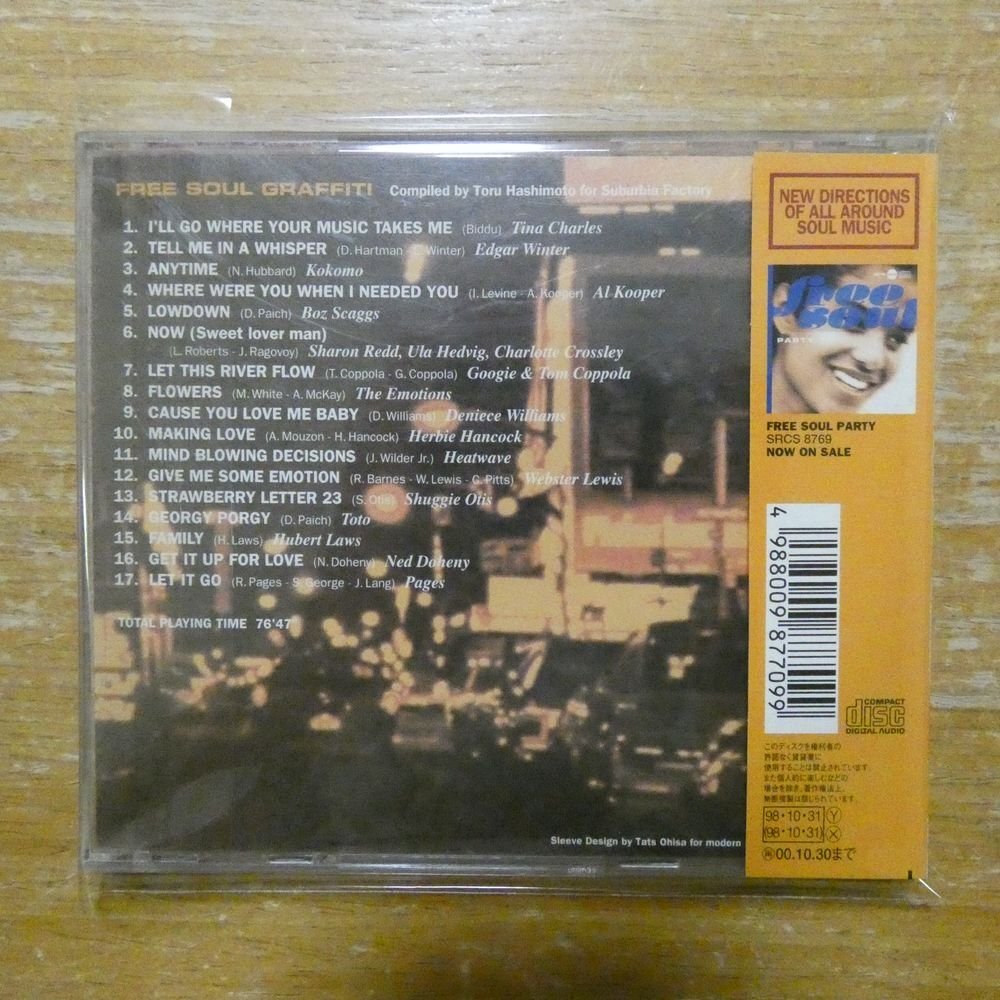 FREE SOUL GRAFFITI Compiled by Toru Hashimoto for Suburbia Factory
1. I'LL GO WHERE YOUR MUSIC TAKES ME (Biddu) Tina Charles
2. TELL ME IN A WHISPER (D. Hartman - E. Winter) Edgar Winter
3. ANYTIME (N. Hubbard) Kokomo
4. WHERE WERE YOU WHEN I NEEDED YOU (I. Levine - A. Kooper) Al Kooper
5. LOWDOWN (D. Paich) Boz Scaggs
6. NOW (Sweet lover man)
(L. Roberts - J. Ragovoy) Sharon Redd, Ula Hedvig, Charlotte Crossley
7. LET THIS RIVER FLOW (T. Coppola - G. Coppola) Googie & Tom Coppola
8. FLOWERS (M. White - A. McKay) The Emotions
9. CAUSE YOU LOVE ME BABY (D. Williams) Deniece Williams
10. MAKING LOVE (A. Mouzon - H. Hancock) Herbie Hancock
11. MIND BLOWING DECISIONS (J. Wilder Jr.) Heatwave
12. GIVE ME SOME EMOTION (R. Barnes - W. Lewis - C. Pitts) Webster Lewis
13. STRAWBERRY LETTER 23 (S. Otis) Shuggie Otis
14. GEORGY PORGY (D. Paich) Toto
15. FAMILY (H. Laws) Hubert Laws
16. GET IT UP FOR LOVE (N. Doheny) Ned Doheny
17. LET IT GO (R. Pages - S. George - J. Lang) Pages
TOTAL PLAYING TIME 76'47"
Sleeve Design by Tats Ohisa for modern
NEW DIRECTIONS
OF ALL AROUND
SOUL MUSIC
free
soul
PARTY
FREE SOUL PARTY
SRCS 8769
NOW ON SALE
4 988009 877099
COMPACT
disc
DIGITAL AUDIO
このディスクを権利者の
許諾なく賃貸業に
使用することは禁止されています。
また個人的に楽しむなどの
場合を除き、著作権法上、
無断複製は禁じられています。
98・10・31 Ⓨ
(98・10・31) Ⓧ
㊢00.10.30まで